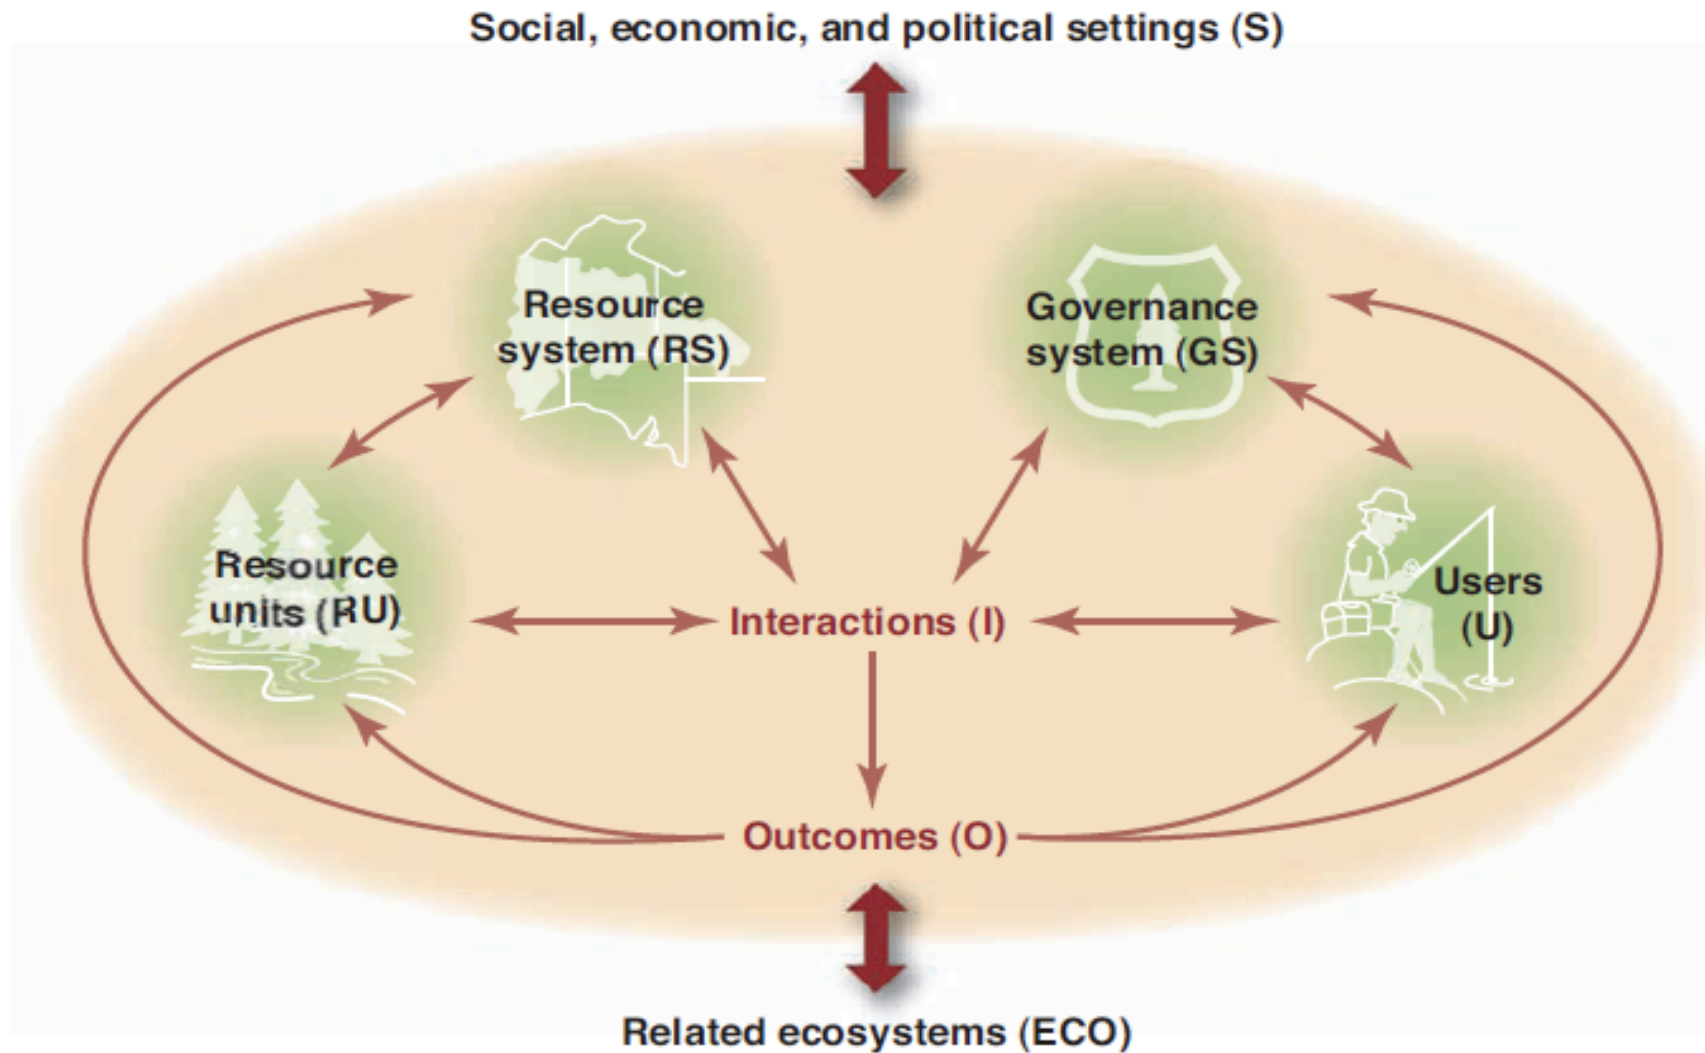 Social, economic, and political settings (S)
Resource
system (RS)
Governance
system (GS)
Resource
units (RU)
Users
(U)
Interactions (I)
Outcomes (O)
Related ecosystems (ECO)